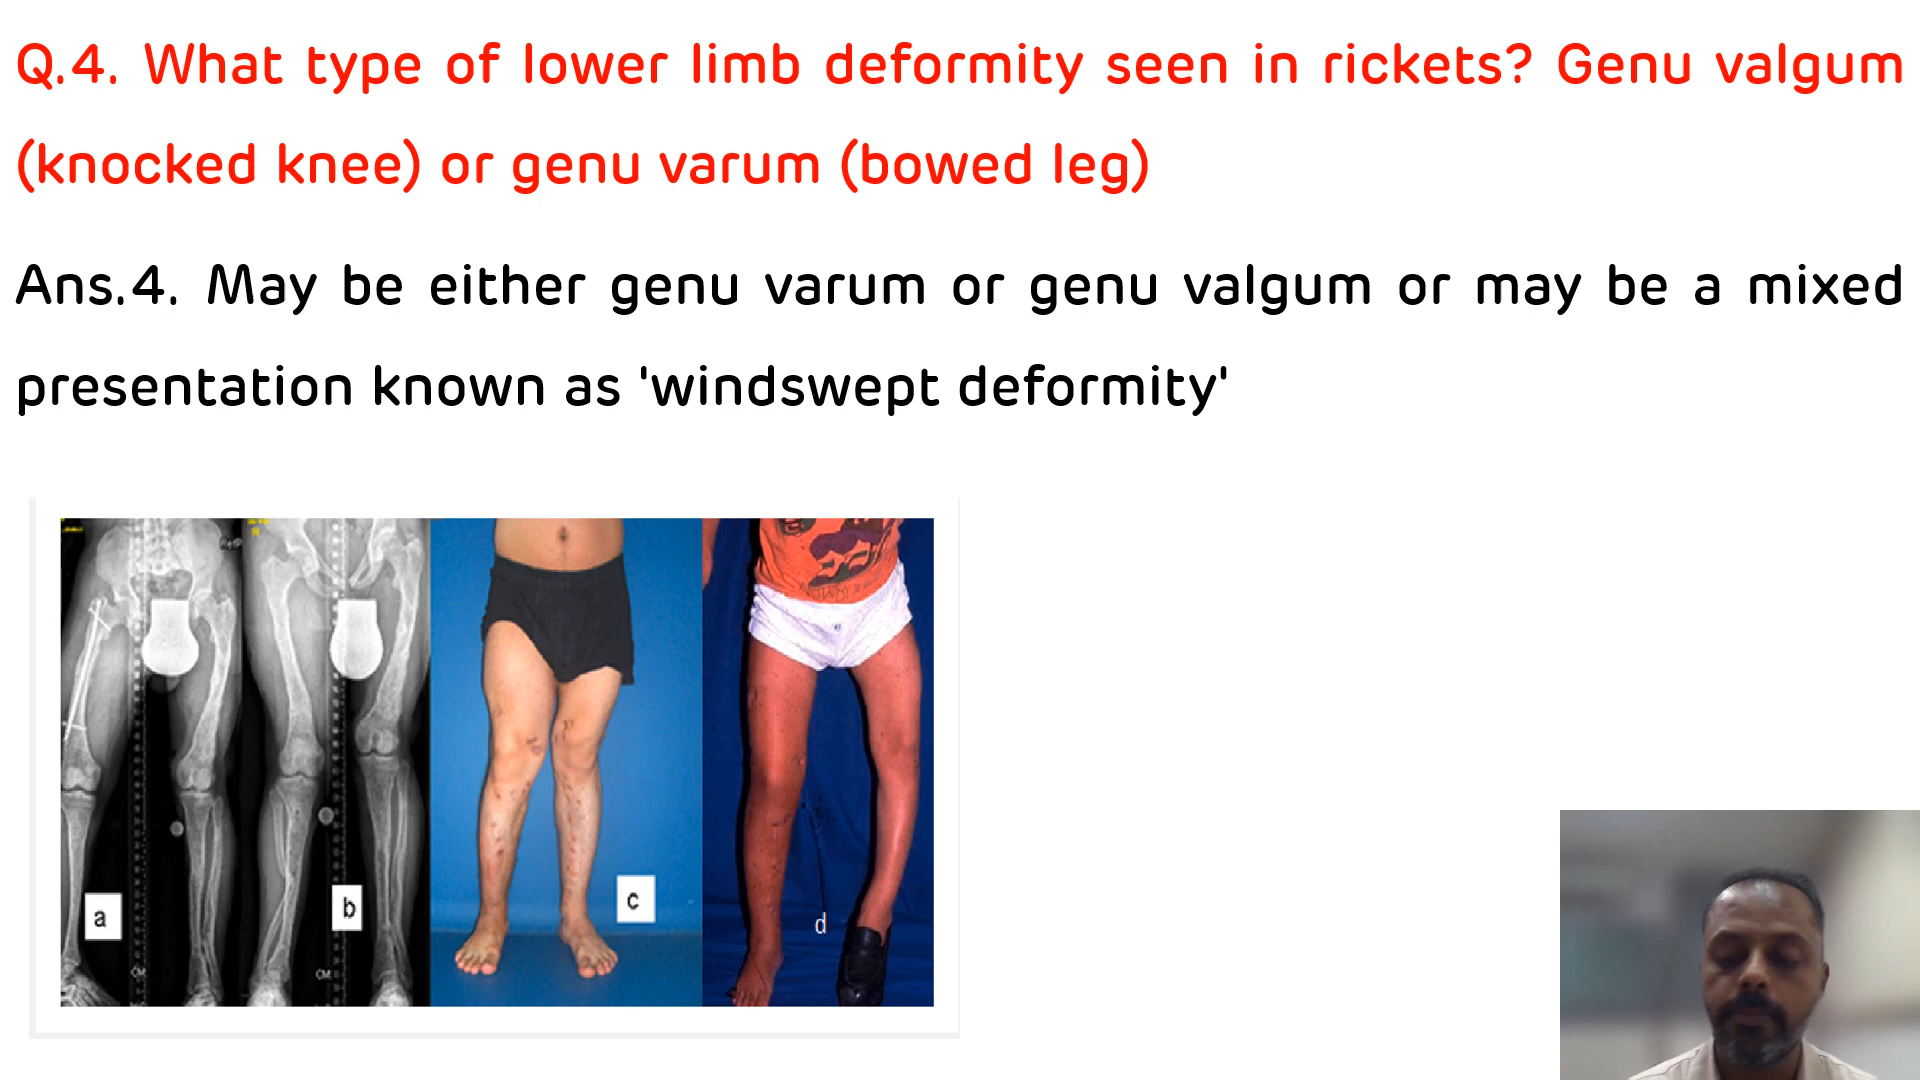 Q.4. What type of lower limb deformity seen in rickets? Genu valgum
(knocked knee) or genu varum (bowed leg)
Ans.4. May be either genu varum or genu valgum or may be a mixed
presentation known as 'windswept deformity'
R
a
b
c
d
CM
CM